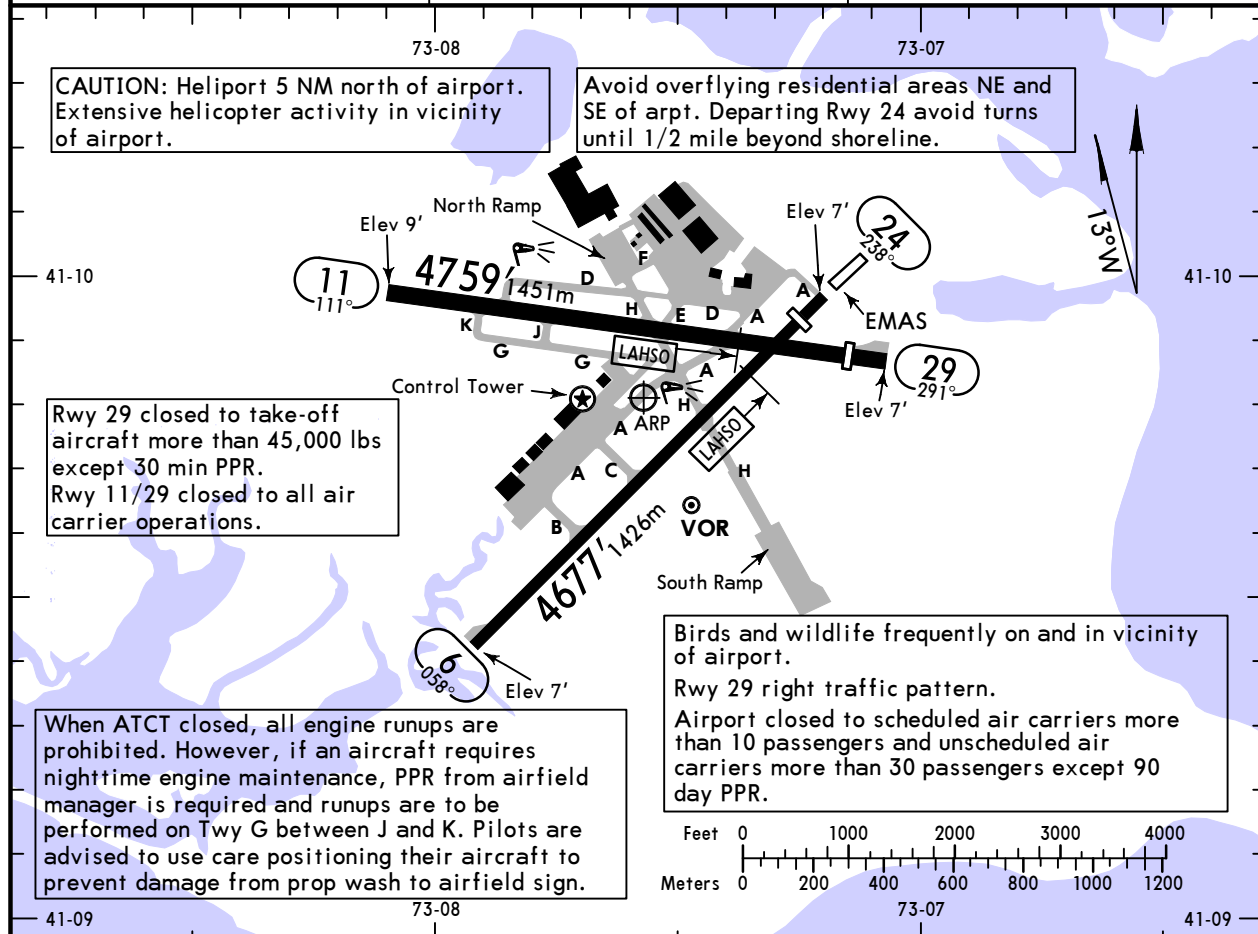 73-08
73-07
CAUTION: Heliport 5 NM north of airport.
Extensive helicopter activity in vicinity
of airport.
Avoid overflying residential areas NE and
SE of arpt. Departing Rwy 24 avoid turns
until 1/2 mile beyond shoreline.
13°W
North Ramp
Elev 9'
Elev 7'
24
238°
41-10
41-10
11
111°
4759'
1451m
F
D
A
H
E
D
A
EMAS
K
J
G
G
LAHSO
A
29
291°
Control Tower
ARP
H
Elev 7'
A
LAHSO
Rwy 29 closed to take-off
aircraft more than 45,000 lbs
except 30 min PPR.
Rwy 11/29 closed to all air
carrier operations.
A
C
H
B
VOR
4677'
1426m
South Ramp
6
058°
Elev 7'
Birds and wildlife frequently on and in vicinity
of airport.
Rwy 29 right traffic pattern.
Airport closed to scheduled air carriers more
than 10 passengers and unscheduled air
carriers more than 30 passengers except 90
day PPR.
When ATCT closed, all engine runups are
prohibited. However, if an aircraft requires
nighttime engine maintenance, PPR from airfield
manager is required and runups are to be
performed on Twy G between J and K. Pilots are
advised to use care positioning their aircraft to
prevent damage from prop wash to airfield sign.
Feet 0 1000 2000 3000 4000
Meters 0 200 400 600 800 1000 1200
41-09
73-08
73-07
41-09